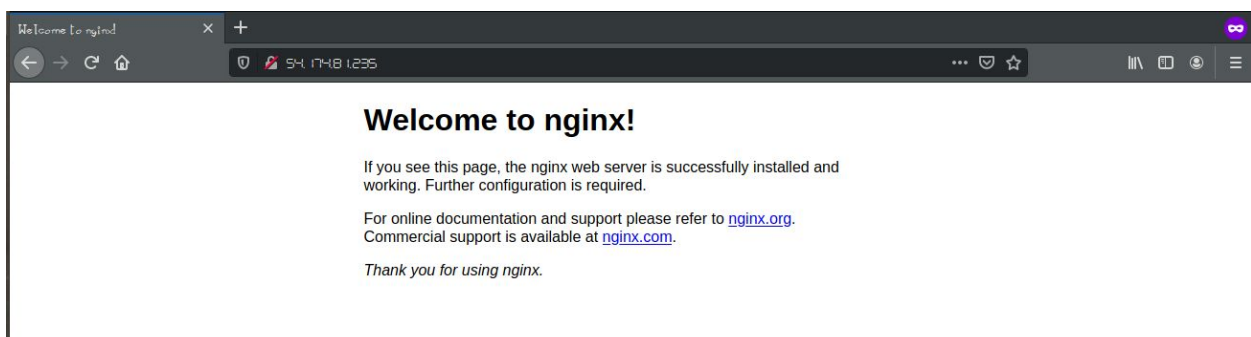 Welcome to nginx!
54.174.81.235
Welcome to nginx!
If you see this page, the nginx web server is successfully installed and
working. Further configuration is required.
For online documentation and support please refer to nginx.org.
Commercial support is available at nginx.com.
Thank you for using nginx.